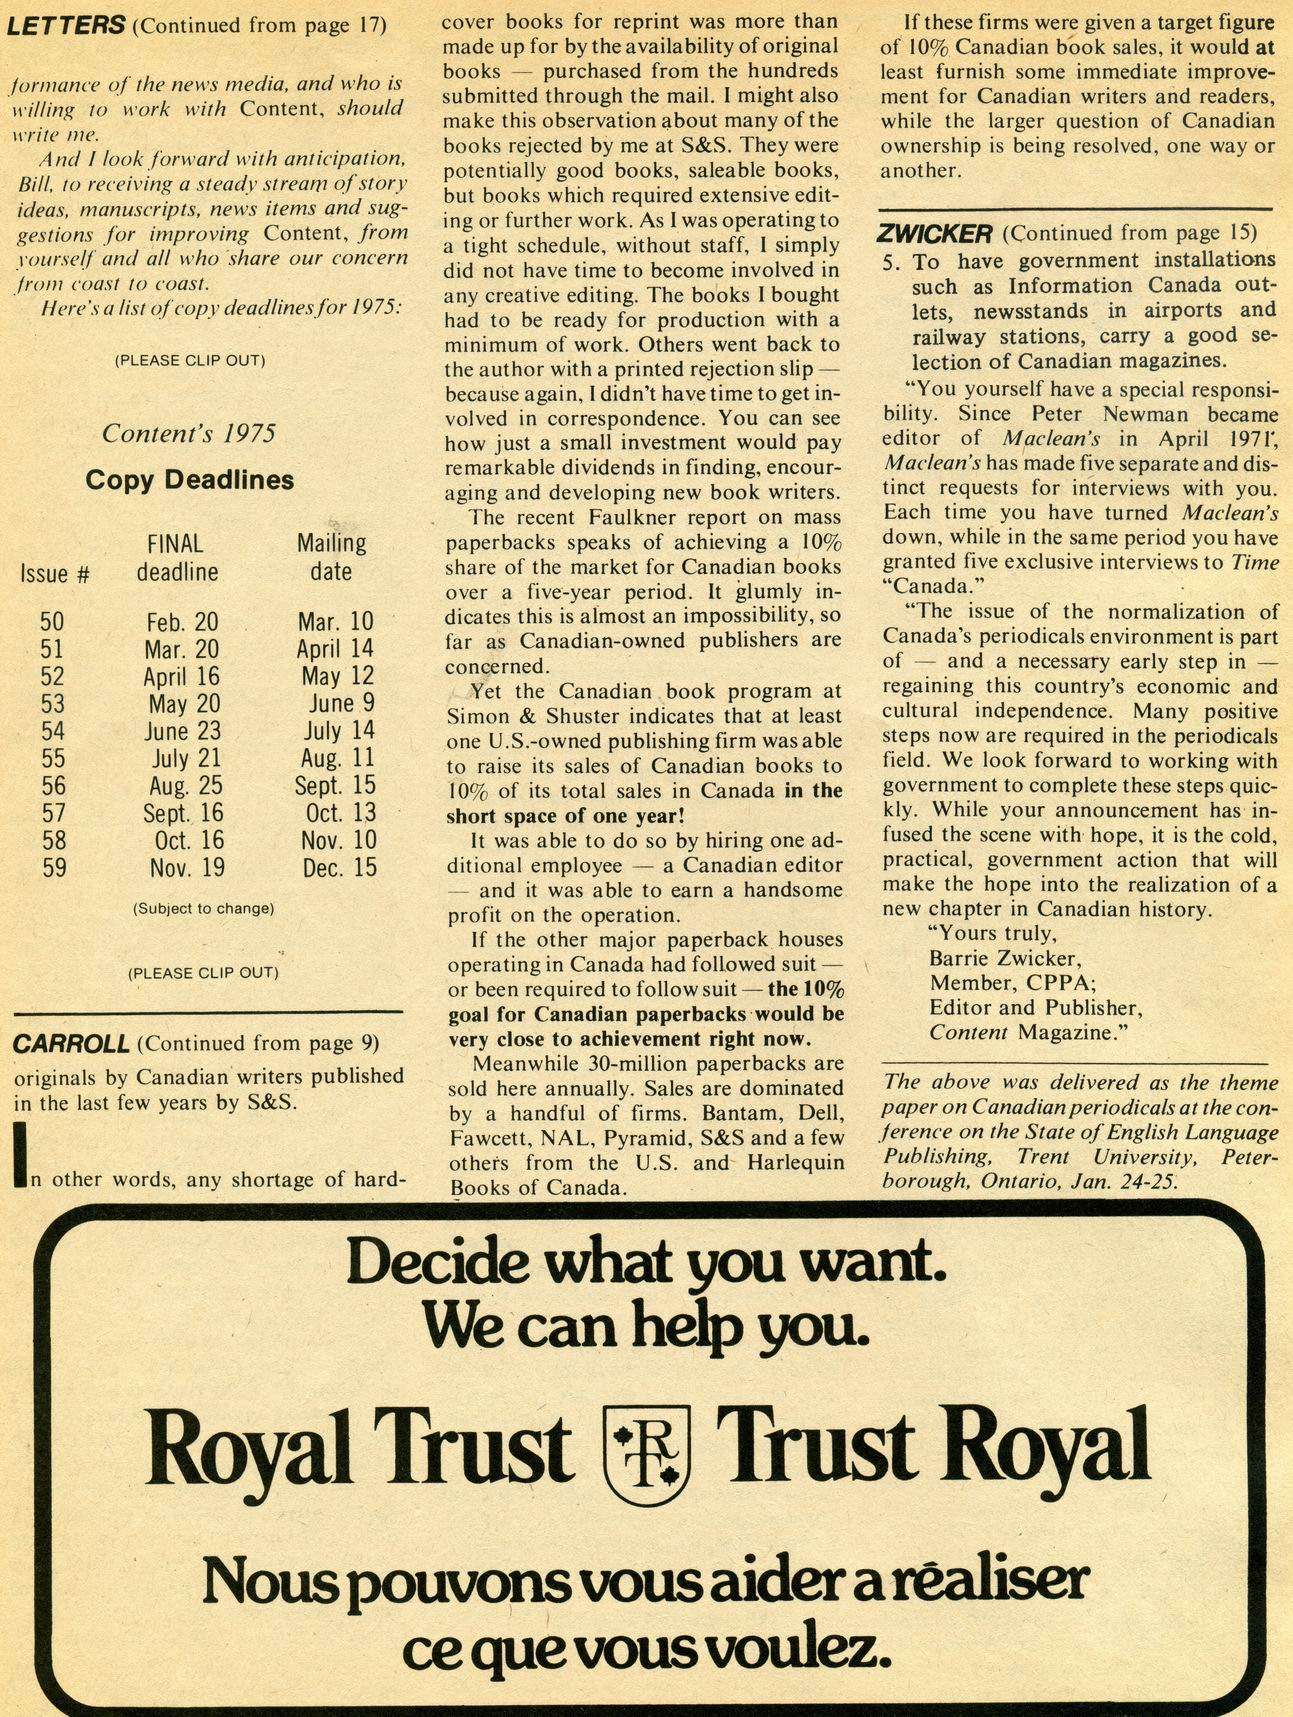 LETTERS (Continued from page 17)
formance of the news media, and who is
willing to work with Content, should
write me.
And I look forward with anticipation,
Bill, to receiving a steady stream of story
ideas, manuscripts, news items and sug-
gestions for improving Content, from
yourself and all who share our concern
from coast to coast.
Here's a list of copy deadlines for 1975:
(PLEASE CLIP OUT)
Content's 1975
Copy Deadlines
FINAL Mailing
Issue # deadline date
50 Feb. 20 Mar. 10
51 Mar. 20 April 14
52 April 16 May 12
53 May 20 June 9
54 June 23 July 14
55 July 21 Aug. 11
56 Aug. 25 Sept. 15
57 Sept. 16 Oct. 13
58 Oct. 16 Nov. 10
59 Nov. 19 Dec. 15
(Subject to change)
(PLEASE CLIP OUT)
CARROLL (Continued from page 9)
originals by Canadian writers published
in the last few years by S&S.
In other words, any shortage of hard-
cover books for reprint was more than
made up for by the availability of original
books — purchased from the hundreds
submitted through the mail. I might also
make this observation about many of the
books rejected by me at S&S. They were
potentially good books, saleable books,
but books which required extensive edit-
ing or further work. As I was operating to
a tight schedule, without staff, I simply
did not have time to become involved in
any creative editing. The books I bought
had to be ready for production with a
minimum of work. Others went back to
the author with a printed rejection slip —
because again, I didn't have time to get in-
volved in correspondence. You can see
how just a small investment would pay
remarkable dividends in finding, encour-
aging and developing new book writers.
The recent Faulkner report on mass
paperbacks speaks of achieving a 10%
share of the market for Canadian books
over a five-year period. It glumly in-
dicates this is almost an impossibility, so
far as Canadian-owned publishers are
concerned.
Yet the Canadian book program at
Simon & Shuster indicates that at least
one U.S.-owned publishing firm was able
to raise its sales of Canadian books to
10% of its total sales in Canada in the
short space of one year!
It was able to do so by hiring one ad-
ditional employee — a Canadian editor
— and it was able to earn a handsome
profit on the operation.
If the other major paperback houses
operating in Canada had followed suit —
or been required to follow suit — the 10%
goal for Canadian paperbacks would be
very close to achievement right now.
Meanwhile 30-million paperbacks are
sold here annually. Sales are dominated
by a handful of firms. Bantam, Dell,
Fawcett, NAL, Pyramid, S&S and a few
others from the U.S. and Harlequin
Books of Canada.
If these firms were given a target figure
of 10% Canadian book sales, it would at
least furnish some immediate improve-
ment for Canadian writers and readers,
while the larger question of Canadian
ownership is being resolved, one way or
another.
ZWICKER (Continued from page 15)
5. To have government installations
such as Information Canada out-
lets, newsstands in airports and
railway stations, carry a good se-
lection of Canadian magazines.
"You yourself have a special responsi-
bility. Since Peter Newman became
editor of Maclean's in April 1971,
Maclean's has made five separate and dis-
tinct requests for interviews with you.
Each time you have turned Maclean's
down, while in the same period you have
granted five exclusive interviews to Time
"Canada."
"The issue of the normalization of
Canada's periodicals environment is part
of — and a necessary early step in —
regaining this country's economic and
cultural independence. Many positive
steps now are required in the periodicals
field. We look forward to working with
government to complete these steps quic-
kly. While your announcement has in-
fused the scene with hope, it is the cold,
practical, government action that will
make the hope into the realization of a
new chapter in Canadian history.
"Yours truly,
Barrie Zwicker,
Member, CPPA;
Editor and Publisher,
Content Magazine."
The above was delivered as the theme
paper on Canadian periodicals at the con-
ference on the State of English Language
Publishing, Trent University, Peter-
borough, Ontario, Jan. 24-25.
Decide what you want.
We can help you.
Royal Trust RT Trust Royal
Nous pouvons vous aider a réaliser
ce que vous voulez.